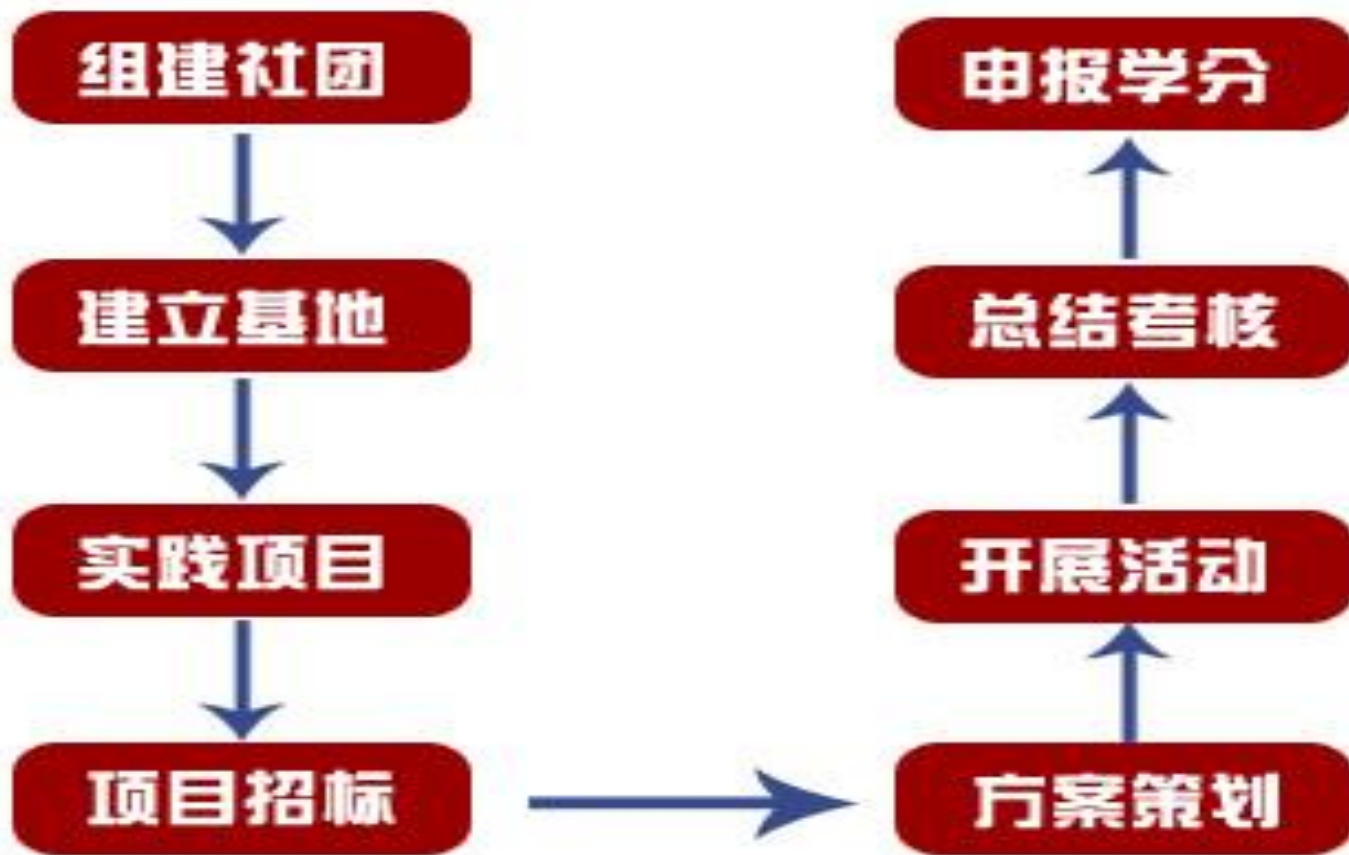 组建社团
建立基地
实践项目
项目招标
方案策划
开展活动
总结考核
申报学分